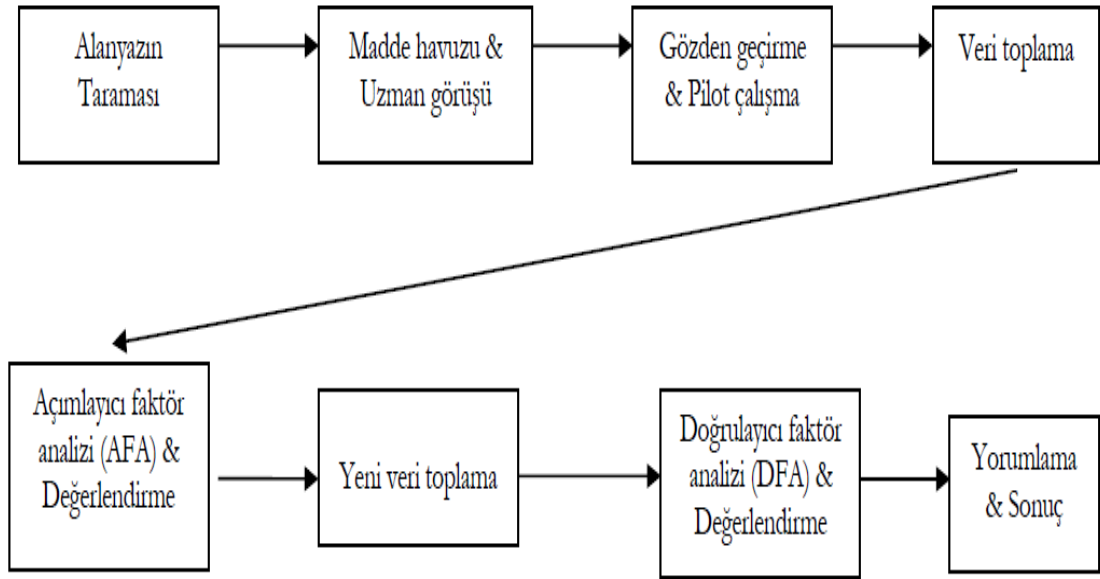 Alanyazın
Taraması
Madde havuzu &
Uzman görüşü
Gözden geçirme
& Pilot çalışma
Veri toplama
Açımlayıcı faktör
analizi (AFA) &
Değerlendirme
Yeni veri toplama
Doğrulayıcı faktör
analizi (DFA) &
Değerlendirme
Yorumlama
& Sonuç